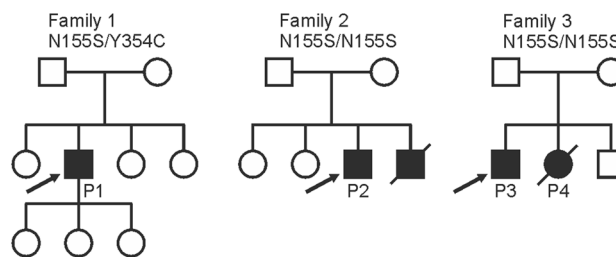 Family 1
N155S/Y354C
Family 2
N155S/N155S
Family 3
N155S/N155S
P1
P2
P3
P4